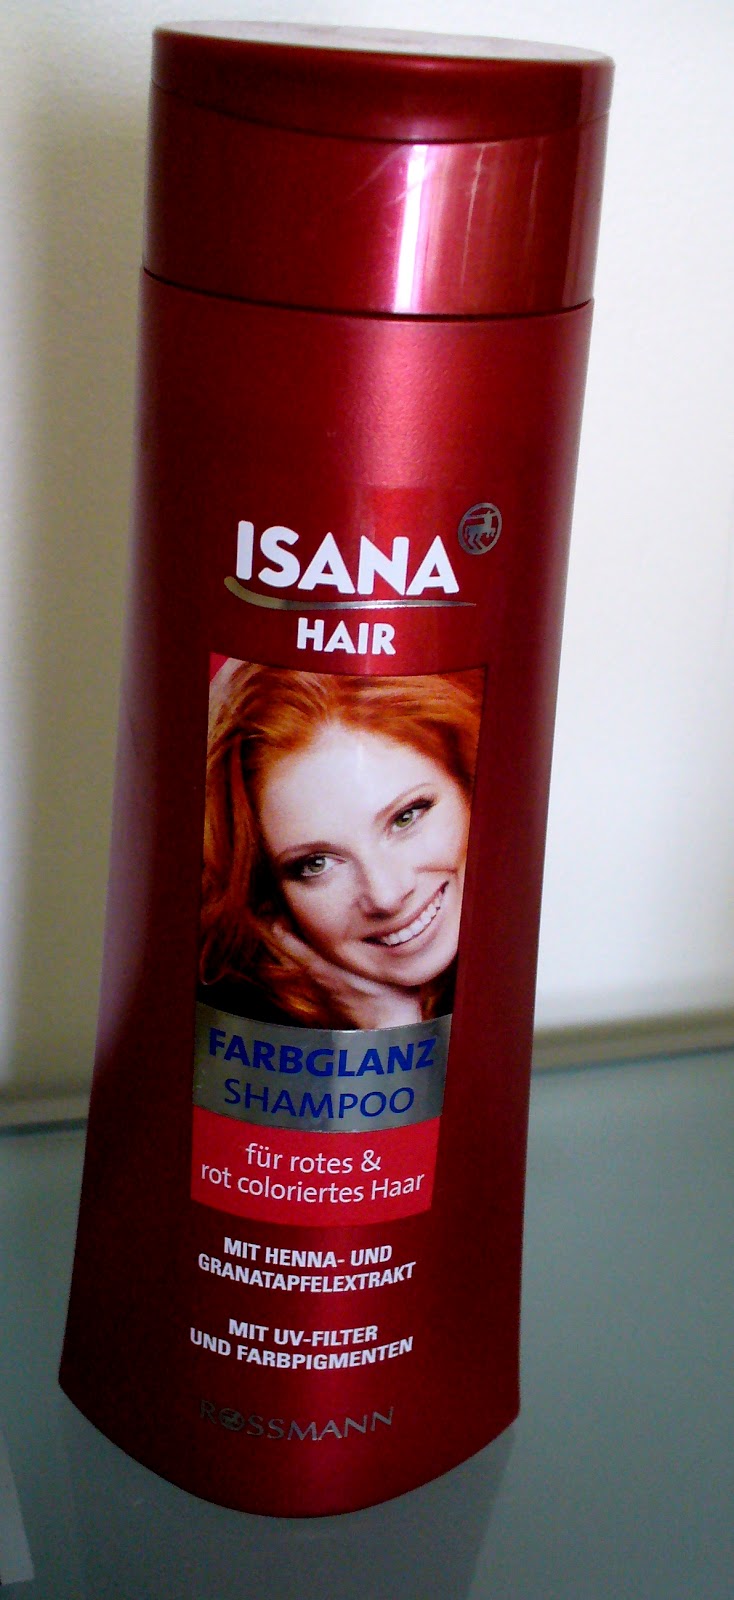 ISANA
HAIR
FARBGLANZ
SHAMPOO
für rotes &
rot coloriertes Haar
MIT HENNA- UND
GRANATAPFELEXTRAKT
MIT UV-FILTER
UND FARBPIGMENTEN
ROSSMANN